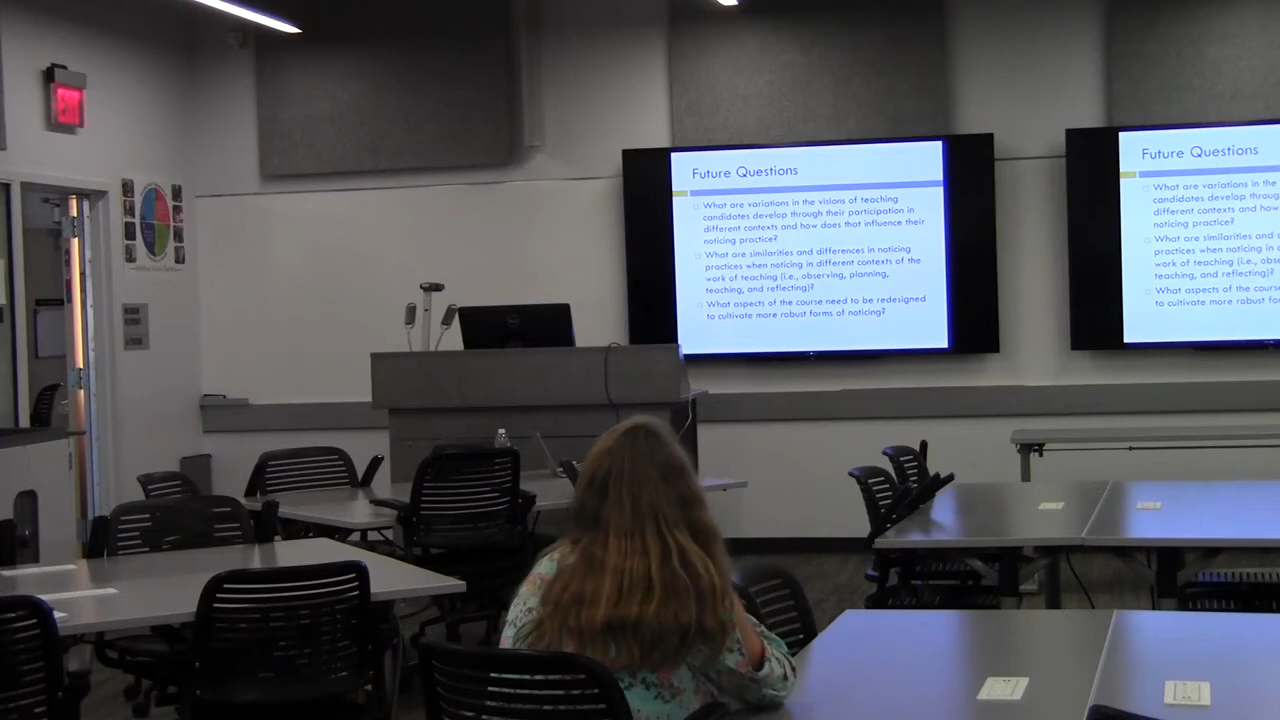 EXIT
Future Questions
What are variations in the visions of teaching
candidates develop through their participation in
different contexts and how does that influence their
noticing practice?
What are similarities and differences in noticing
practices when noticing in different contexts of the
work of teaching (i.e., observing, planning,
teaching, and reflecting)?
What aspects of the course need to be redesigned
to cultivate more robust forms of noticing?
Future Questions
What are variations in the
candidates develop
different contexts and how
noticing practice?
What are similarities and
practices when noticing in
work of teaching (i.e.,
teaching, and reflecting)?
What aspects of the course
to cultivate more robust